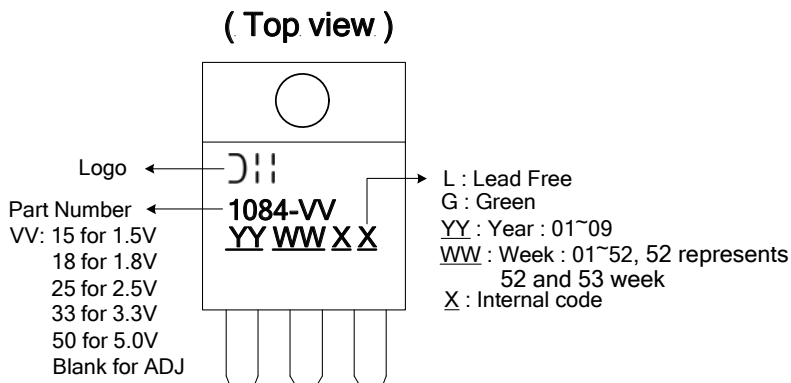 ( Top view )
Logo
Part Number
VV: 15 for 1.5V
18 for 1.8V
25 for 2.5V
33 for 3.3V
50 for 5.0V
Blank for ADJ
1084-VV
YY WW X X
L : Lead Free
G : Green
YY : Year : 01~09
WW : Week : 01~52, 52 represents
52 and 53 week
X : Internal code